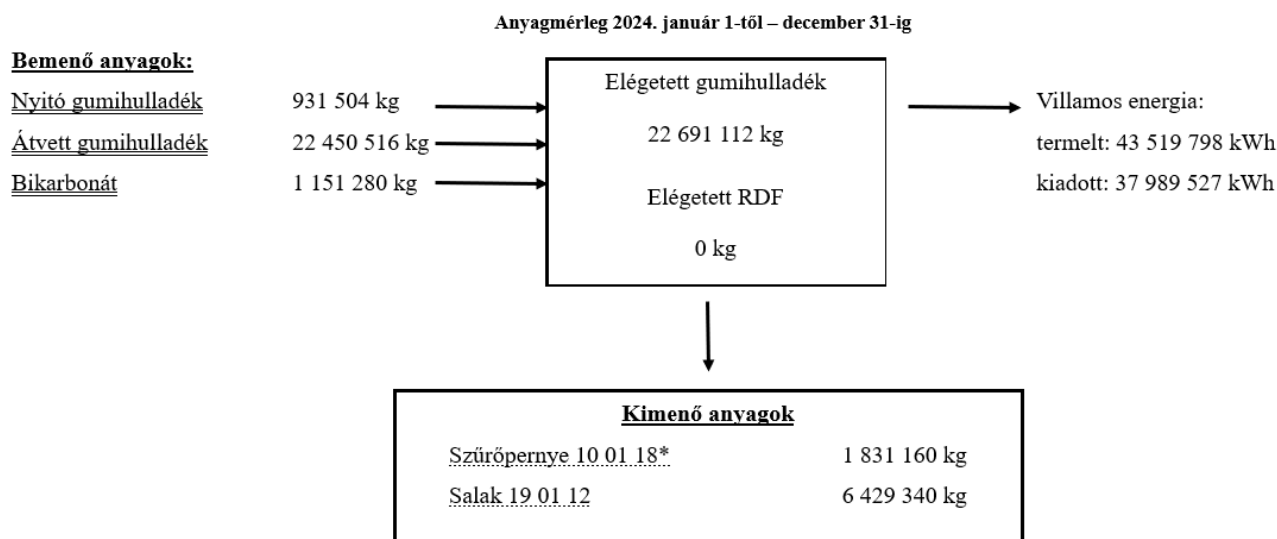 Anyagmérleg 2024. január 1-től – december 31-ig
Bemenő anyagok:
Nyitó gumihulladék 931 504 kg
Átvett gumihulladék 22 450 516 kg
Bikarbonát 1 151 280 kg
Elégetett gumihulladék
22 691 112 kg
Elégetett RDF
0 kg
Villamos energia:
termelt: 43 519 798 kWh
kiadott: 37 989 527 kWh
Kimenő anyagok
Szűrőpernye 10 01 18* 1 831 160 kg
Salak 19 01 12 6 429 340 kg